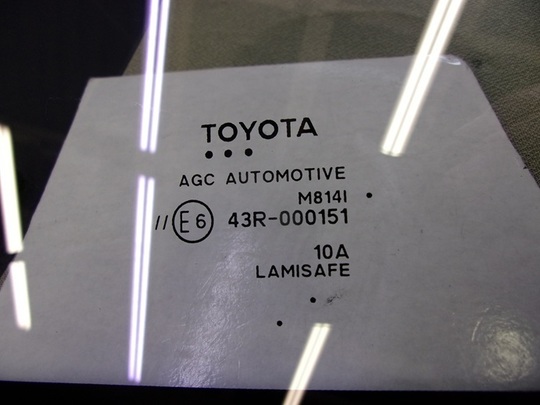 TOYOTA
AGC AUTOMOTIVE
M814I
// E6 43R-000151
10A
LAMISAFE